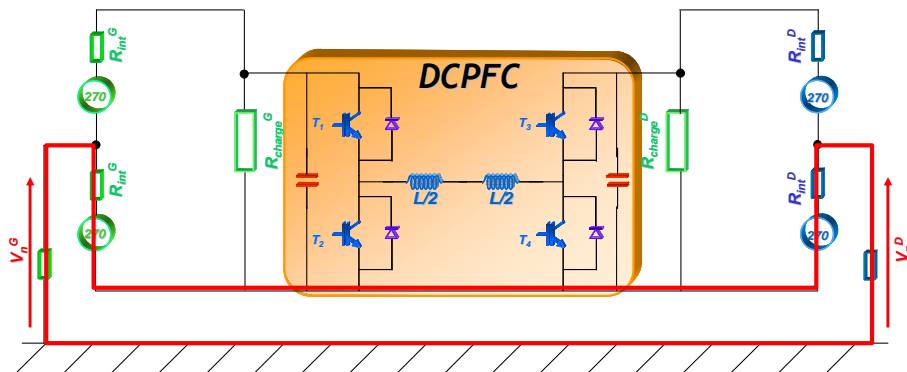 DCPFC
R_int^G
270
R_int^G
270
V_n^G
R_charge^G
T1
T2
L/2
L/2
T3
T4
R_charge^D
R_int^D
270
R_int^D
270
V_n^D